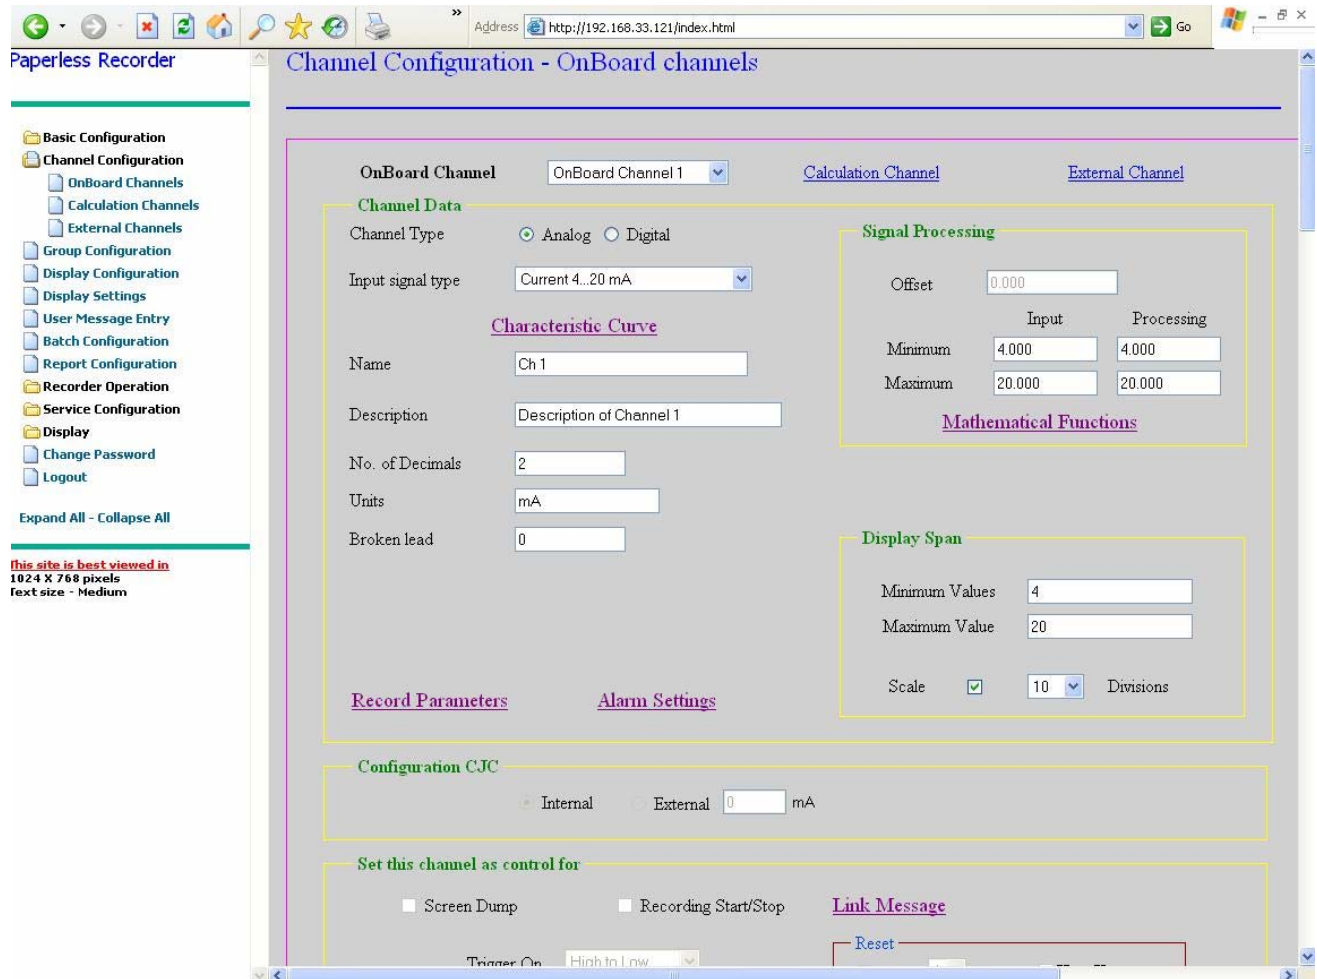 »
Address http://192.168.33.121/index.html Go
Paperless Recorder
Basic Configuration
Channel Configuration
OnBoard Channels
Calculation Channels
External Channels
Group Configuration
Display Configuration
Display Settings
User Message Entry
Batch Configuration
Report Configuration
Recorder Operation
Service Configuration
Display
Change Password
Logout
Expand All - Collapse All
This site is best viewed in
1024 X 768 pixels
Text size - Medium
Channel Configuration - OnBoard channels
OnBoard Channel OnBoard Channel 1 Calculation Channel External Channel
Channel Data
Channel Type Analog Digital
Input signal type Current 4...20 mA
Characteristic Curve
Name Ch 1
Description Description of Channel 1
No. of Decimals 2
Units mA
Broken lead 0
Record Parameters Alarm Settings
Signal Processing
Offset 0.000
Input Processing
Minimum 4.000 4.000
Maximum 20.000 20.000
Mathematical Functions
Display Span
Minimum Values 4
Maximum Value 20
Scale 10 Divisions
Configuration CJC
Internal External 0 mA
Set this channel as control for
Screen Dump Recording Start/Stop Link Message
Trigger On High to Low
Reset